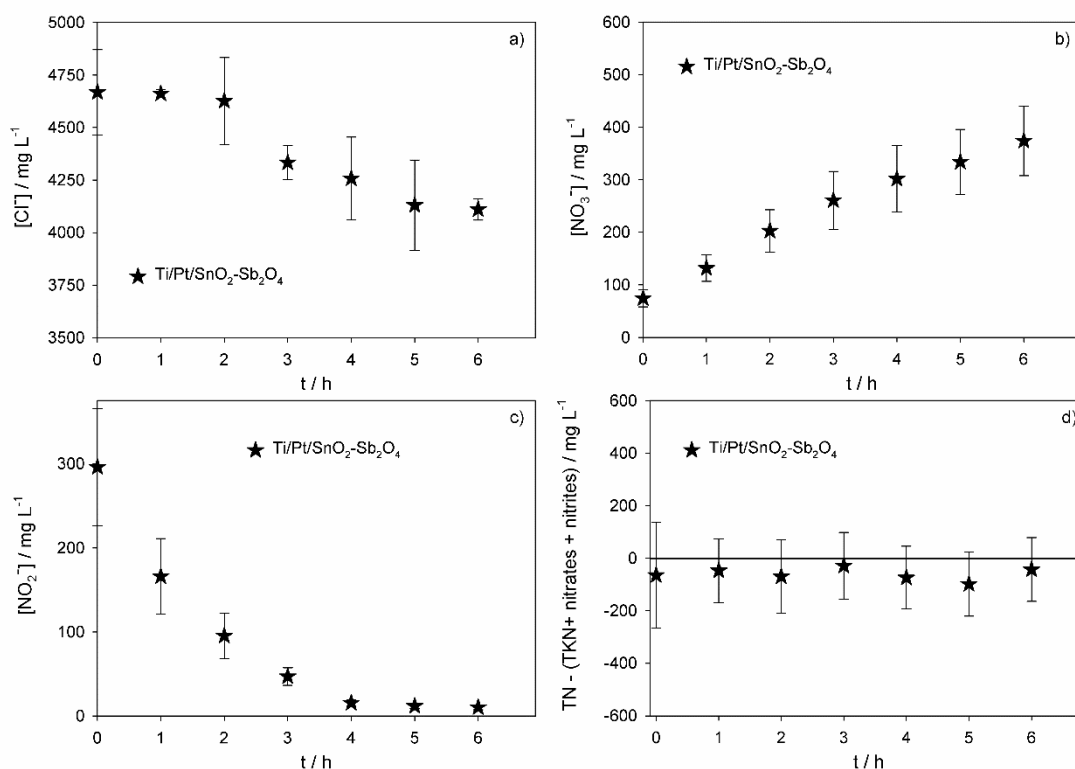 a)
5000
4750
4500
4250
4000
3750
3500
[Cl⁻] / mg L⁻¹
★ Ti/Pt/SnO₂-Sb₂O₄
0 1 2 3 4 5 6
t / h
b)
600
500
400
300
200
100
0
[NO₃⁻] / mg L⁻¹
★ Ti/Pt/SnO₂-Sb₂O₄
0 1 2 3 4 5 6
t / h
c)
300
200
100
0
[NO₂⁻] / mg L⁻¹
★ Ti/Pt/SnO₂-Sb₂O₄
0 1 2 3 4 5 6
t / h
d)
600
400
200
0
-200
-400
-600
TN - (TKN+ nitrates + nitrites) / mg L⁻¹
★ Ti/Pt/SnO₂-Sb₂O₄
0 1 2 3 4 5 6
t / h